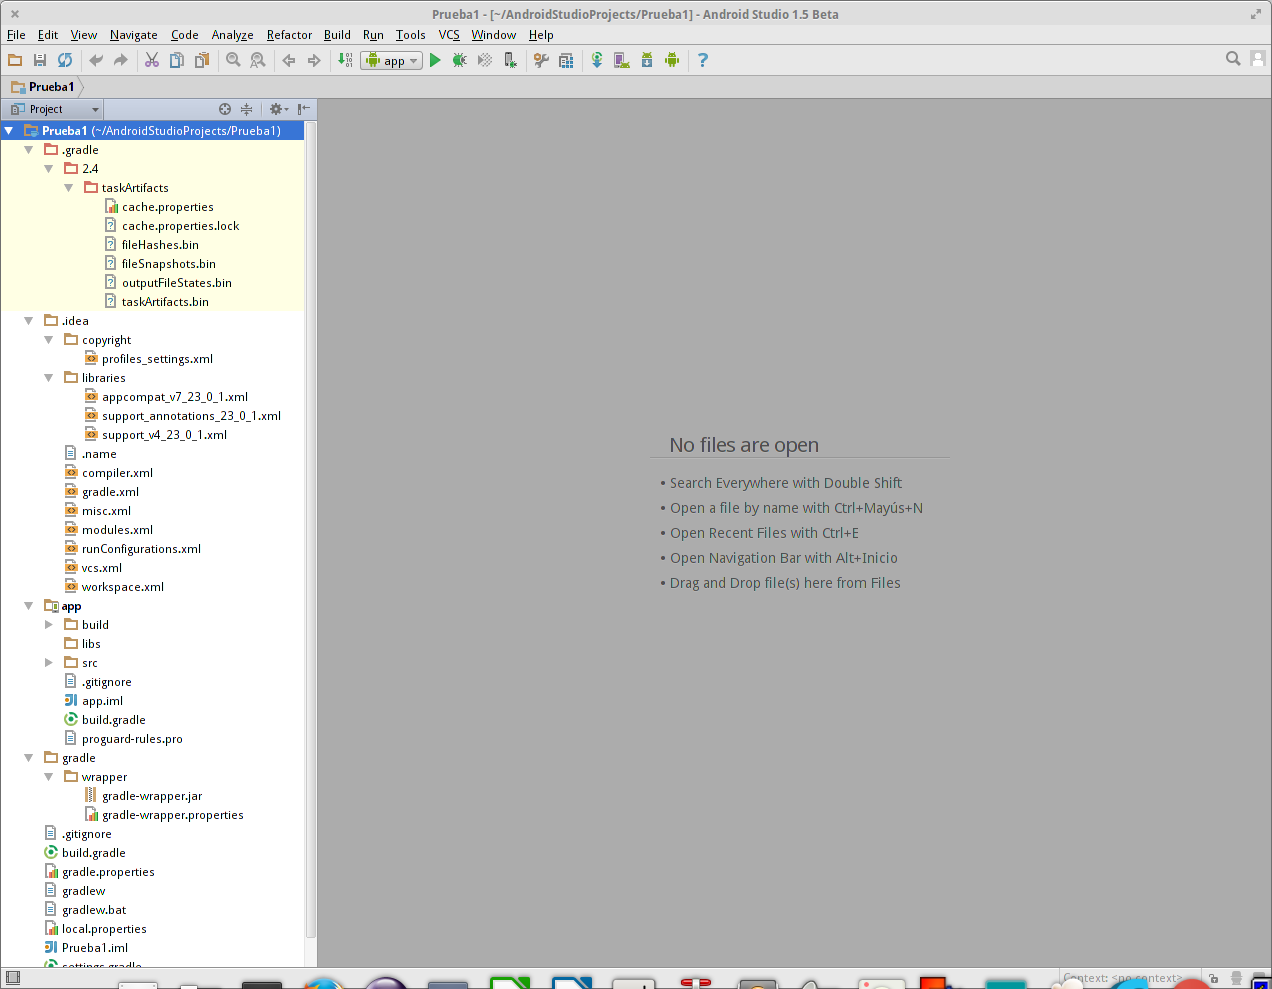 Prueba1 - [~/AndroidStudioProjects/Prueba1] - Android Studio 1.5 Beta
File Edit View Navigate Code Analyze Refactor Build Run Tools VCS Window Help
app
Prueba1
Project
Prueba1 (~/AndroidStudioProjects/Prueba1)
.gradle
2.4
taskArtifacts
cache.properties
cache.properties.lock
fileHashes.bin
fileSnapshots.bin
outputFileStates.bin
taskArtifacts.bin
.idea
copyright
profiles_settings.xml
libraries
appcompat_v7_23_0_1.xml
support_annotations_23_0_1.xml
support_v4_23_0_1.xml
.name
compiler.xml
gradle.xml
misc.xml
modules.xml
runConfigurations.xml
vcs.xml
workspace.xml
app
build
libs
src
.gitignore
app.iml
build.gradle
proguard-rules.pro
gradle
wrapper
gradle-wrapper.jar
gradle-wrapper.properties
.gitignore
build.gradle
gradle.properties
gradlew
gradlew.bat
local.properties
Prueba1.iml
settings.gradle
No files are open
• Search Everywhere with Double Shift
• Open a file by name with Ctrl+Mayús+N
• Open Recent Files with Ctrl+E
• Open Navigation Bar with Alt+Inicio
• Drag and Drop file(s) here from Files
Context: <no context>